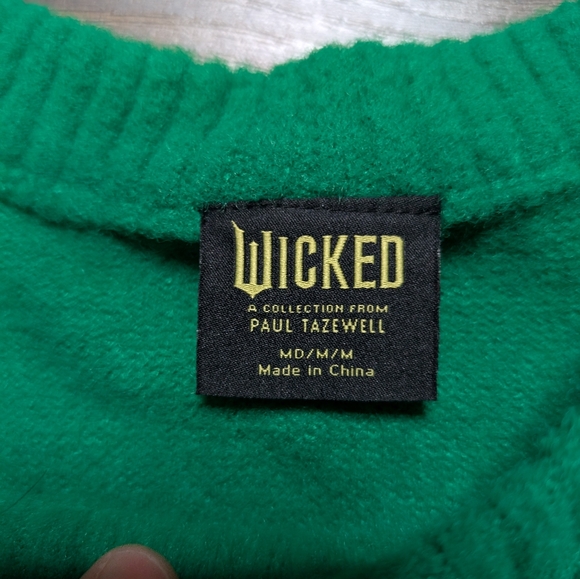 WICKED
A COLLECTION FROM
PAUL TAZEWELL
MD/M/M
Made in China